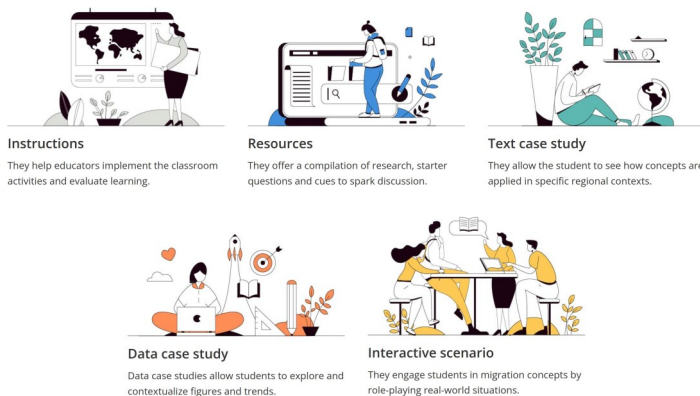 Instructions
They help educators implement the classroom
activities and evaluate learning.
Resources
They offer a compilation of research, starter
questions and cues to spark discussion.
Text case study
They allow the student to see how concepts are
applied in specific regional contexts.
Data case study
Data case studies allow students to explore and
contextualize figures and trends.
Interactive scenario
They engage students in migration concepts by
role-playing real-world situations.